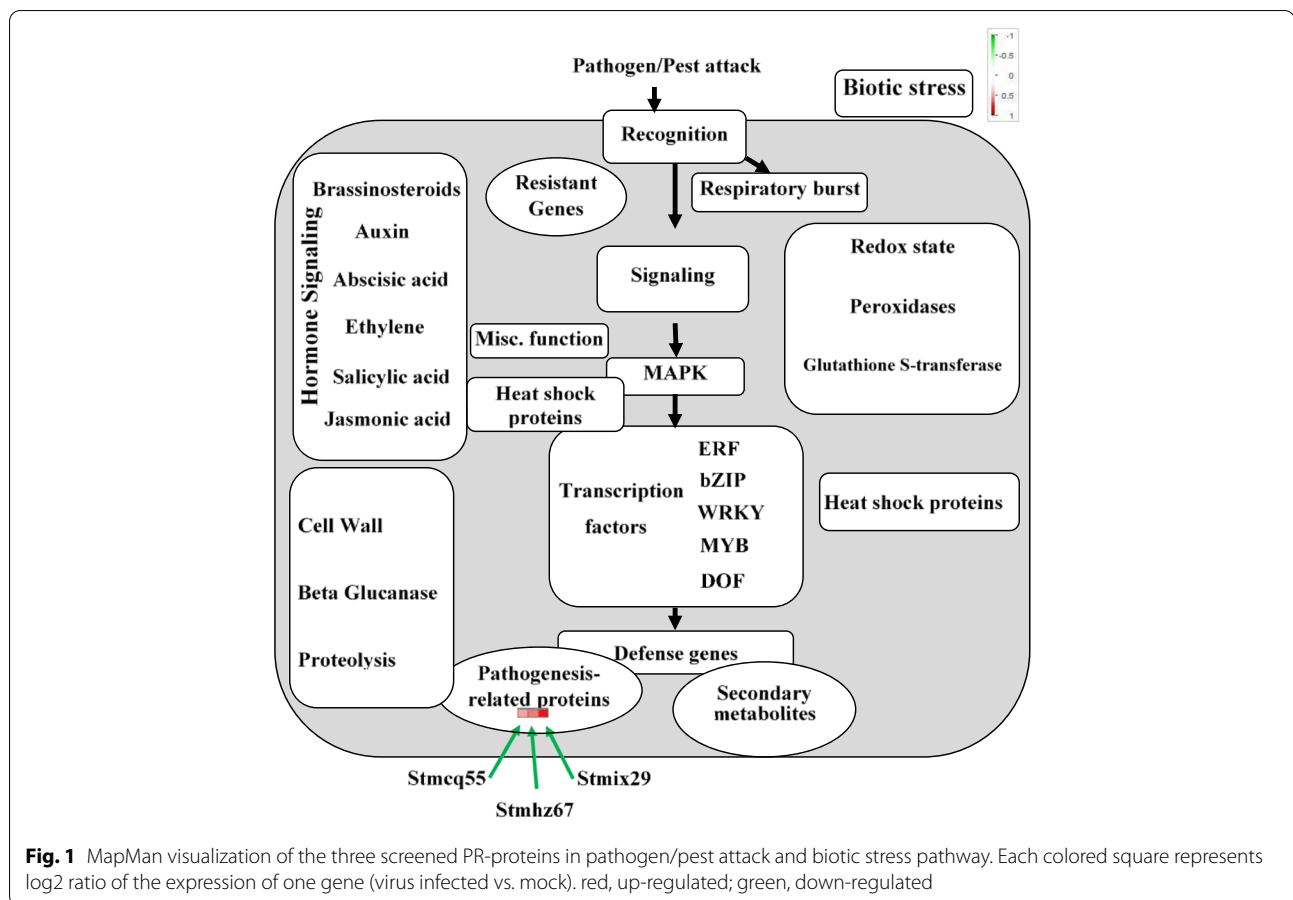 Pathogen/Pest attack
Biotic stress
-1
-0.5
0
0.5
1
Recognition
Resistant
Genes
Respiratory burst
Hormone Signaling
Brassinosteroids
Auxin
Abscisic acid
Ethylene
Salicylic acid
Jasmonic acid
Signaling
Redox state
Peroxidases
Glutathione S-transferase
Misc. function
MAPK
Heat shock
proteins
Transcription
factors
ERF
bZIP
WRKY
MYB
DOF
Heat shock proteins
Cell Wall
Beta Glucanase
Proteolysis
Defense genes
Pathogenesis-
related proteins
Secondary
metabolites
Stmcq55
Stmix29
Stmhz67
Fig. 1 MapMan visualization of the three screened PR-proteins in pathogen/pest attack and biotic stress pathway. Each colored square represents
log2 ratio of the expression of one gene (virus infected vs. mock). red, up-regulated; green, down-regulated